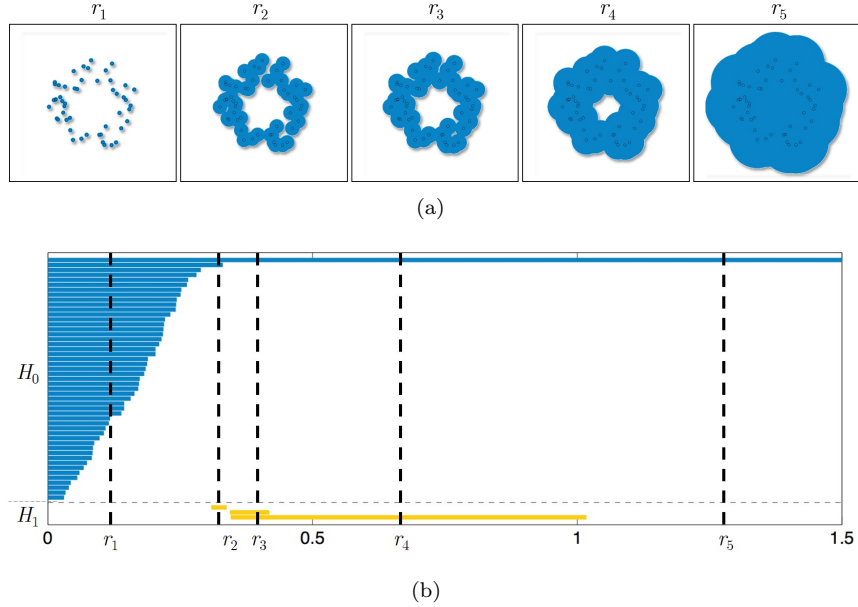 r₁ r₂ r₃ r₄ r₅
(a)
H₀
H₁
0 r₁ r₂ r₃ 0.5 r₄ 1 r₅ 1.5
(b)